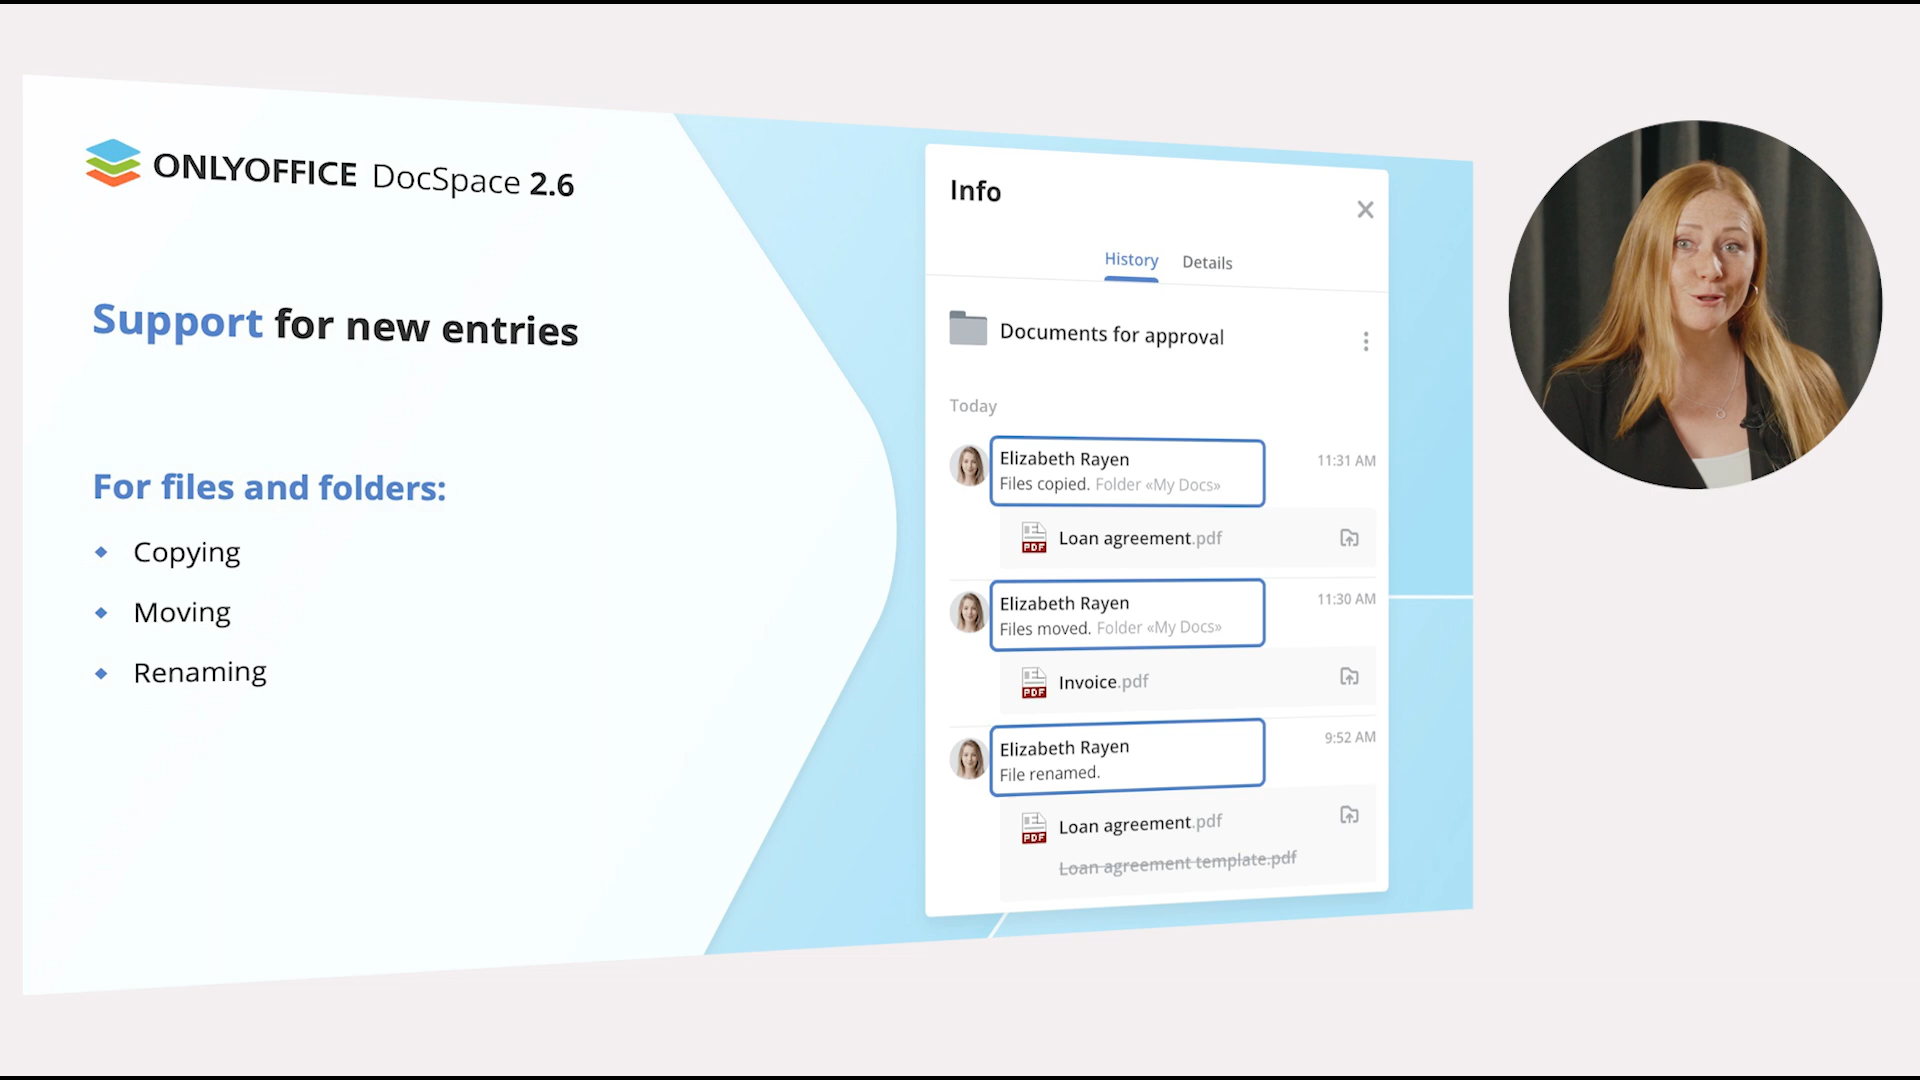 ONLYOFFICE DocSpace 2.6
Support for new entries
For files and folders:
Copying
Moving
Renaming
Info
History Details
Documents for approval
Today
Elizabeth Rayen 11:31 AM
Files copied. Folder «My Docs»
PDF Loan agreement.pdf
Elizabeth Rayen 11:30 AM
Files moved. Folder «My Docs»
PDF Invoice.pdf
Elizabeth Rayen 9:52 AM
File renamed.
PDF Loan agreement.pdf
Loan agreement template.pdf